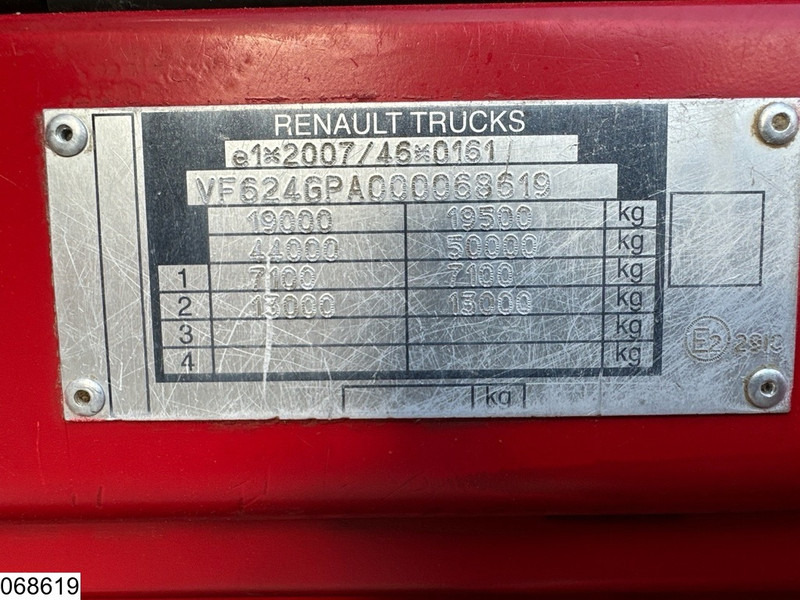 RENAULT TRUCKS
e1*2007/46*0161
VF624GPA000068619
19000 19500 kg
44000 50000 kg
1 7100 7100 kg
2 13000 13000 kg
3 kg
4 kg
E2
kg
068619